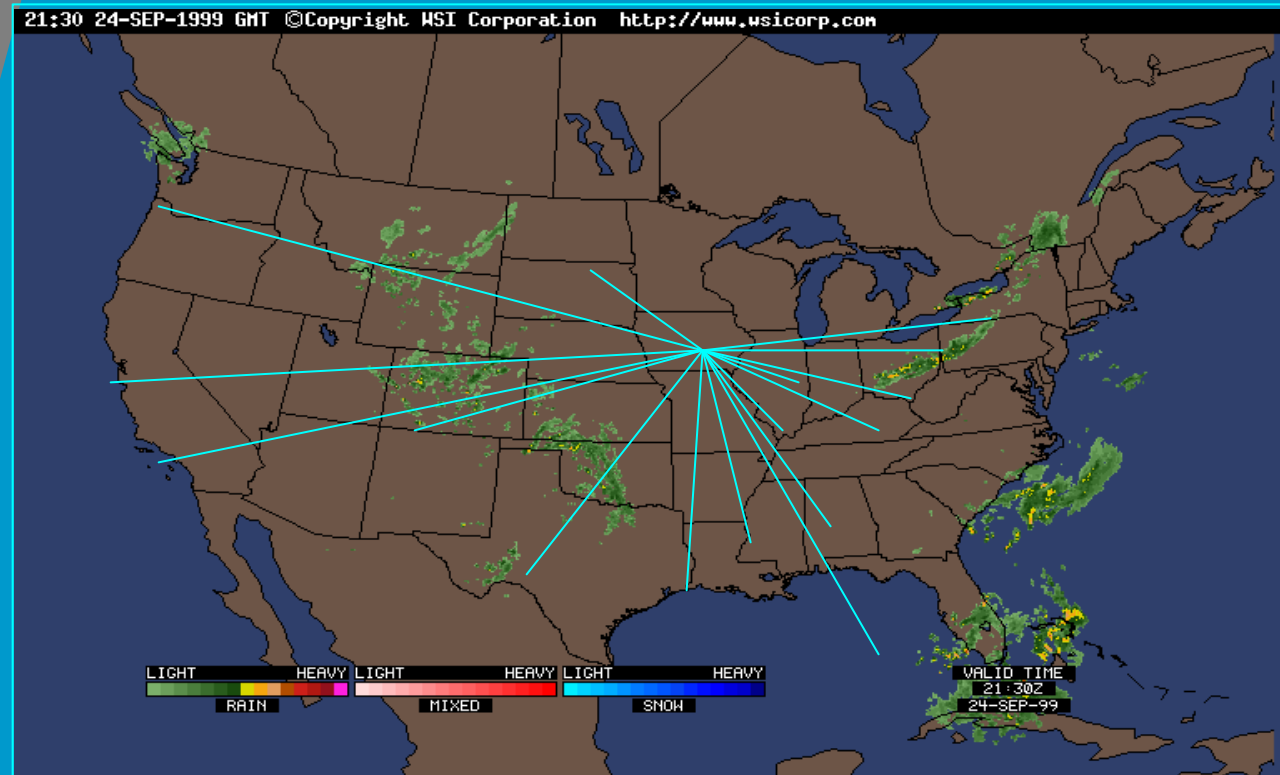 21:30 24-SEP-1999 GMT ©Copyright WSI Corporation http://www.wsicorp.com
LIGHT HEAVY LIGHT HEAVY LIGHT HEAVY
RAIN MIXED SNOW
VALID TIME
21:30Z
24-SEP-99